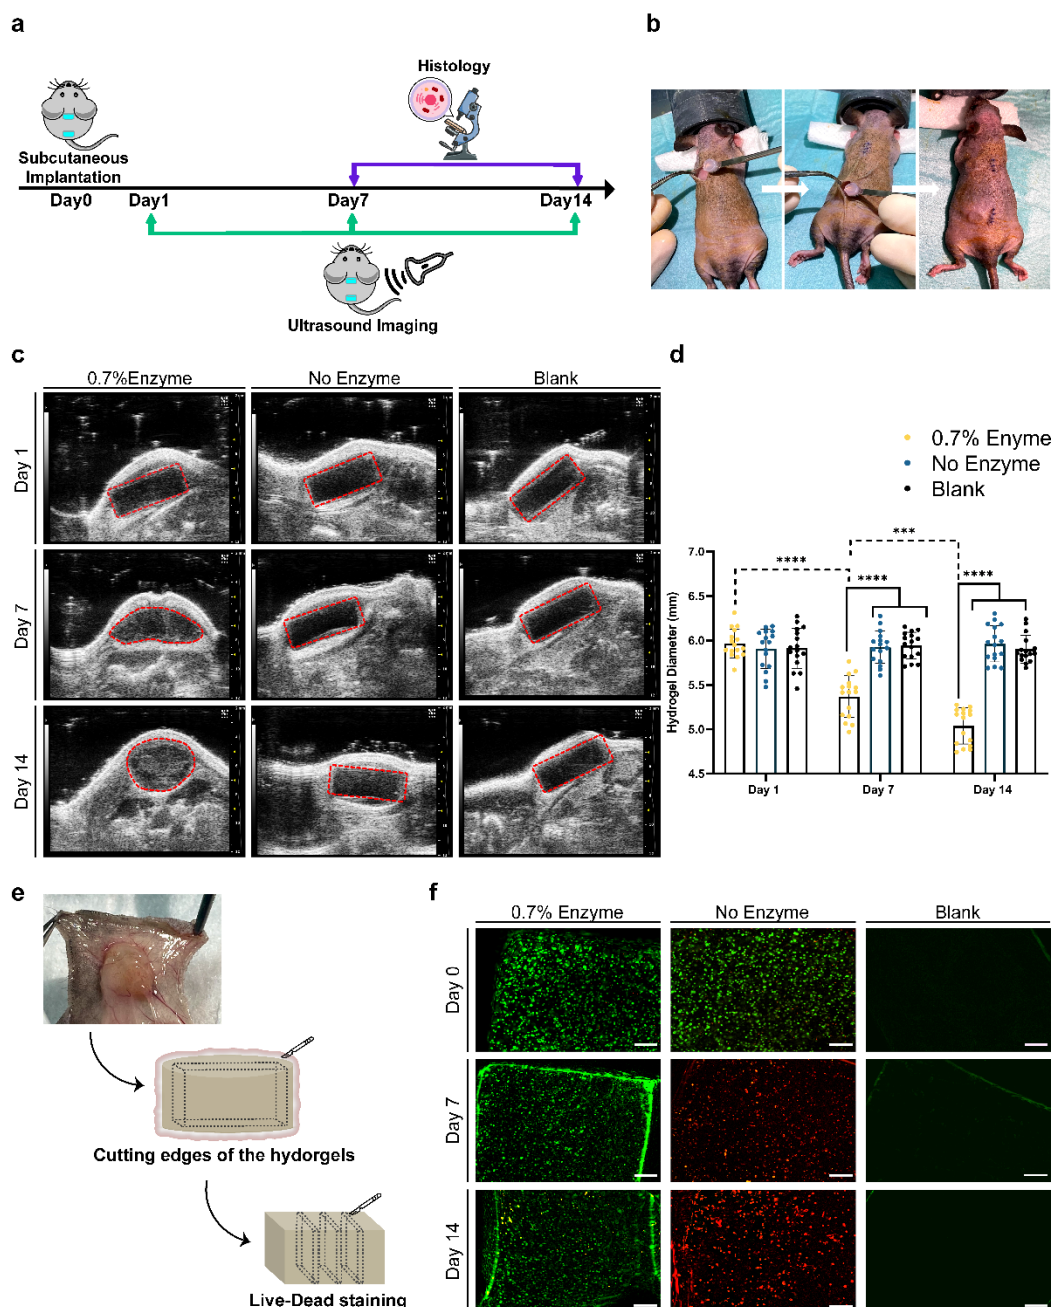 a
Histology
Subcutaneous
Implantation
Day0
Day1
Day7
Day14
Ultrasound Imaging
b
c
0.7%Enzyme
No Enzyme
Blank
Day 1
Day 7
Day 14
d
0.7% Enyme
No Enzyme
Blank
Hydrogel Diameter (mm)
7.0
6.5
6.0
5.5
5.0
4.5
****
***
****
****
Day 1
Day 7
Day 14
e
Cutting edges of the hydorgels
Live-Dead staining
f
0.7% Enzyme
No Enzyme
Blank
Day 0
Day 7
Day 14